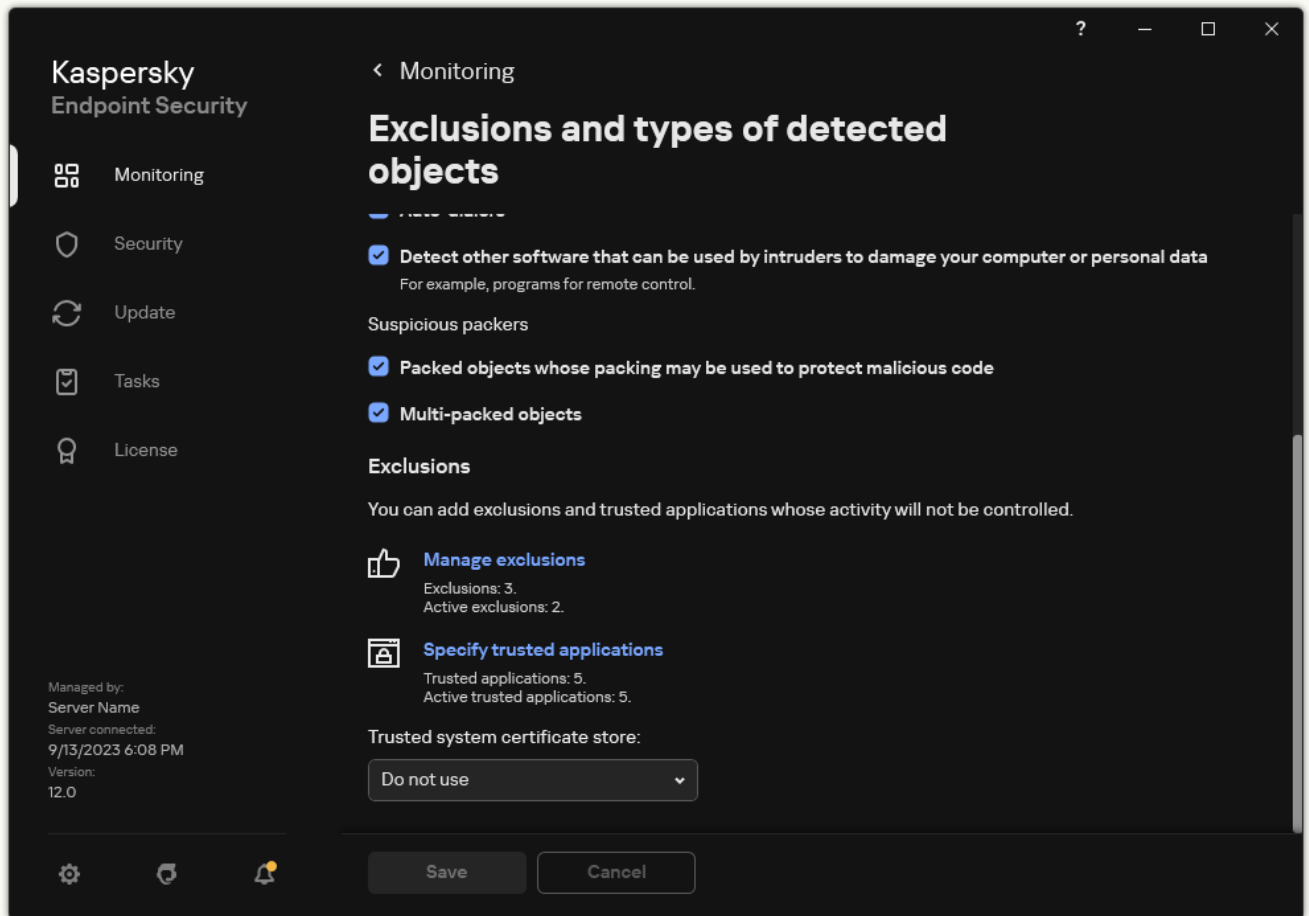 ?
Kaspersky
Endpoint Security
Monitoring
Security
Update
Tasks
License
Managed by:
Server Name
Server connected:
9/13/2023 6:08 PM
Version:
12.0
Monitoring
Exclusions and types of detected
objects
Auto-dialers
Detect other software that can be used by intruders to damage your computer or personal data
For example, programs for remote control.
Suspicious packers
Packed objects whose packing may be used to protect malicious code
Multi-packed objects
Exclusions
You can add exclusions and trusted applications whose activity will not be controlled.
Manage exclusions
Exclusions: 3.
Active exclusions: 2.
Specify trusted applications
Trusted applications: 5.
Active trusted applications: 5.
Trusted system certificate store:
Do not use
Save
Cancel